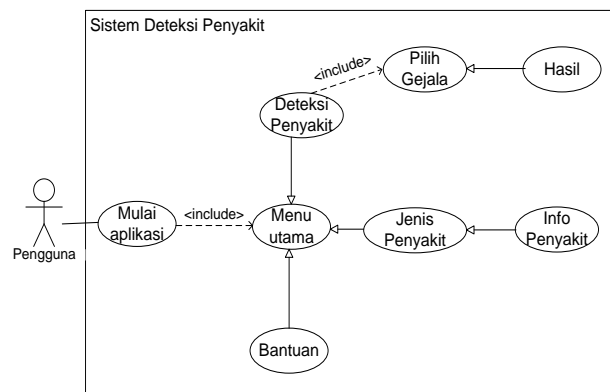 Sistem Deteksi Penyakit
<include>
Pilih
Gejala
Hasil
Deteksi
Penyakit
Pengguna
Mulai
aplikasi
<include>
Menu
utama
Jenis
Penyakit
Info
Penyakit
Bantuan